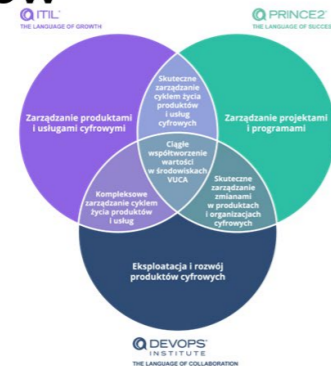 ITIL
THE LANGUAGE OF GROWTH
PRINCE2
THE LANGUAGE OF SUCCES
Skuteczne
zarządzanie
cyklem życia
produktów
i usług
cyfrowych
Zarządzanie produktami
i usługami cyfrowymi
Zarządzanie projektami
i programami
Ciągłe
współtworzenie
wartości
w środowiskach
VUCA
Kompleksowe
zarządzanie cyklem
życia produktów
i usług
Skuteczne
zarządzanie
zmianami
w produktach
i organizacjach
cyfrowych
Eksploatacja i rozwój
produktów cyfrowych
DEVOPS
INSTITUTE
THE LANGUAGE OF COLLABORATION